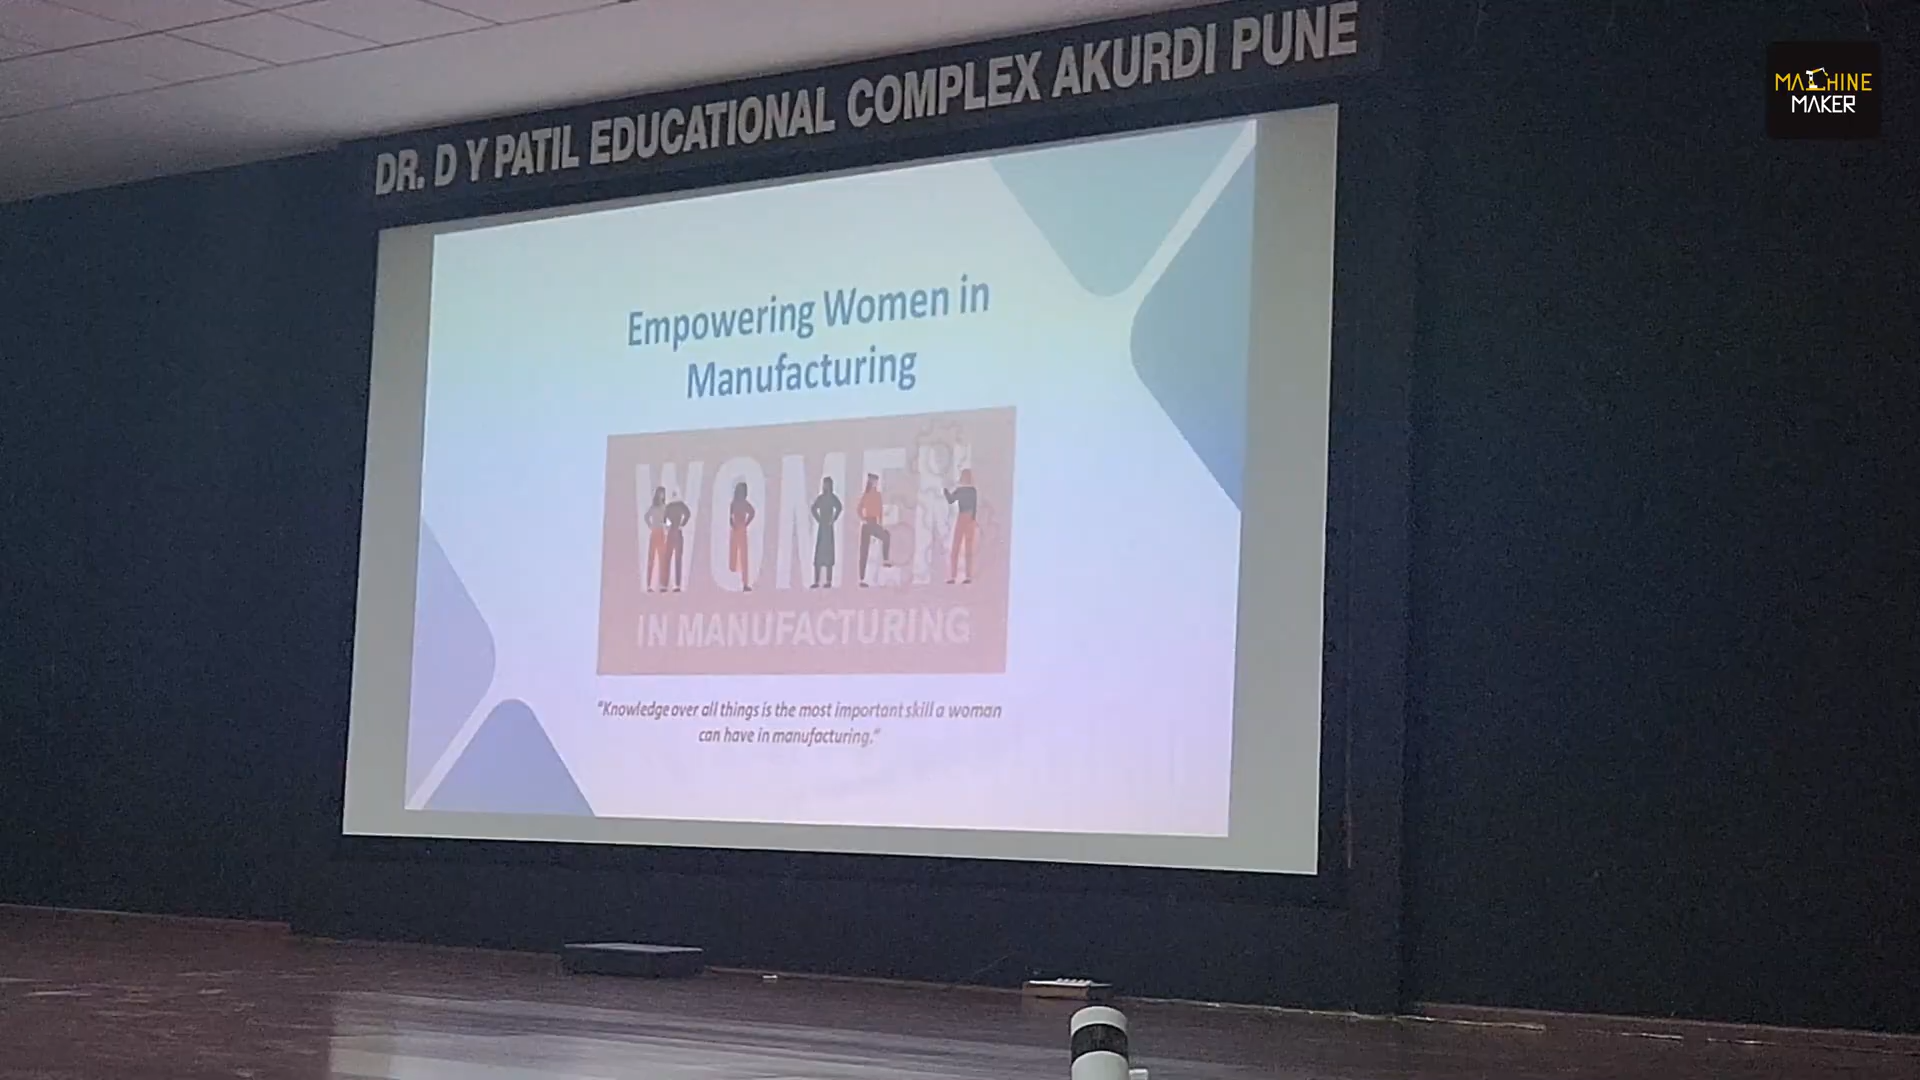 DR. D Y PATIL EDUCATIONAL COMPLEX AKURDI PUNE
MACHINE
MAKER
Empowering Women in
Manufacturing
WOMEN
IN MANUFACTURING
"Knowledge over all things is the most important skill a woman
can have in manufacturing."